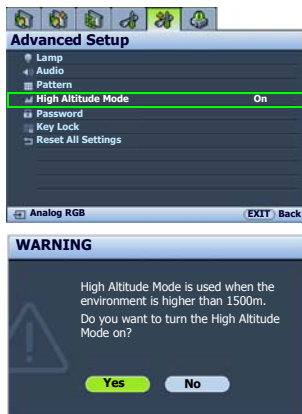 Advanced Setup
Lamp
Audio
Pattern
High Altitude Mode On
Password
Key Lock
Reset All Settings
Analog RGB EXIT Back
WARNING
High Altitude Mode is used when the
environment is higher than 1500m.
Do you want to turn the High Altitude
Mode on?
Yes No